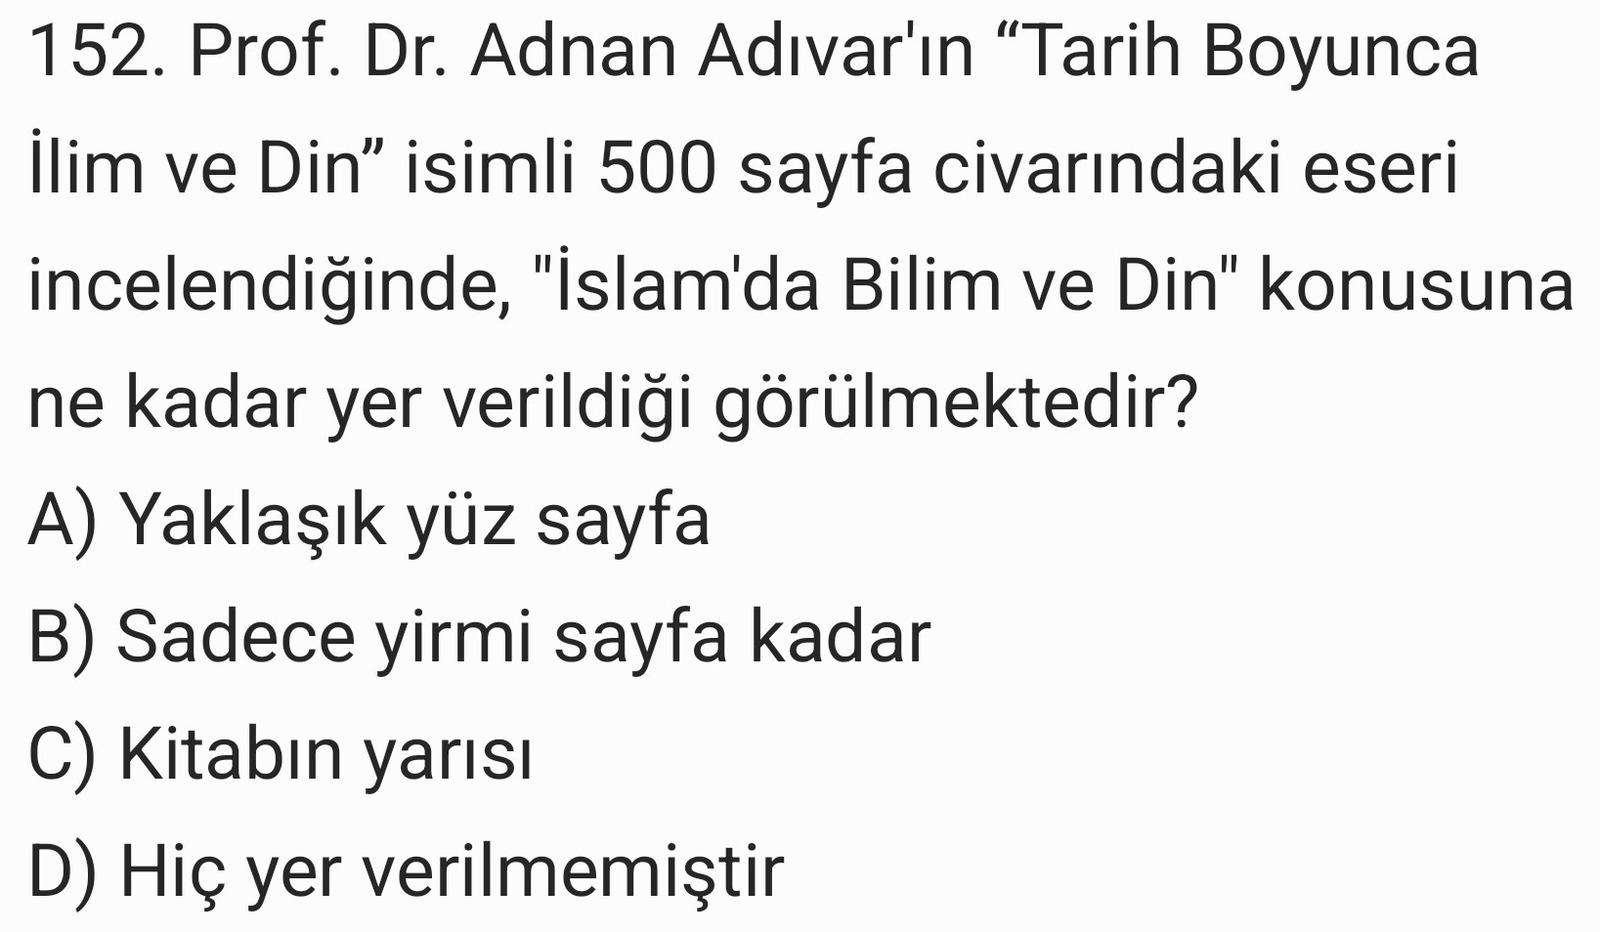 152. Prof. Dr. Adnan Adıvar'ın “Tarih Boyunca
İlim ve Din” isimli 500 sayfa civarındaki eseri
incelendiğinde, "İslam'da Bilim ve Din" konusuna
ne kadar yer verildiği görülmektedir?
A) Yaklaşık yüz sayfa
B) Sadece yirmi sayfa kadar
C) Kitabın yarısı
D) Hiç yer verilmemiştir